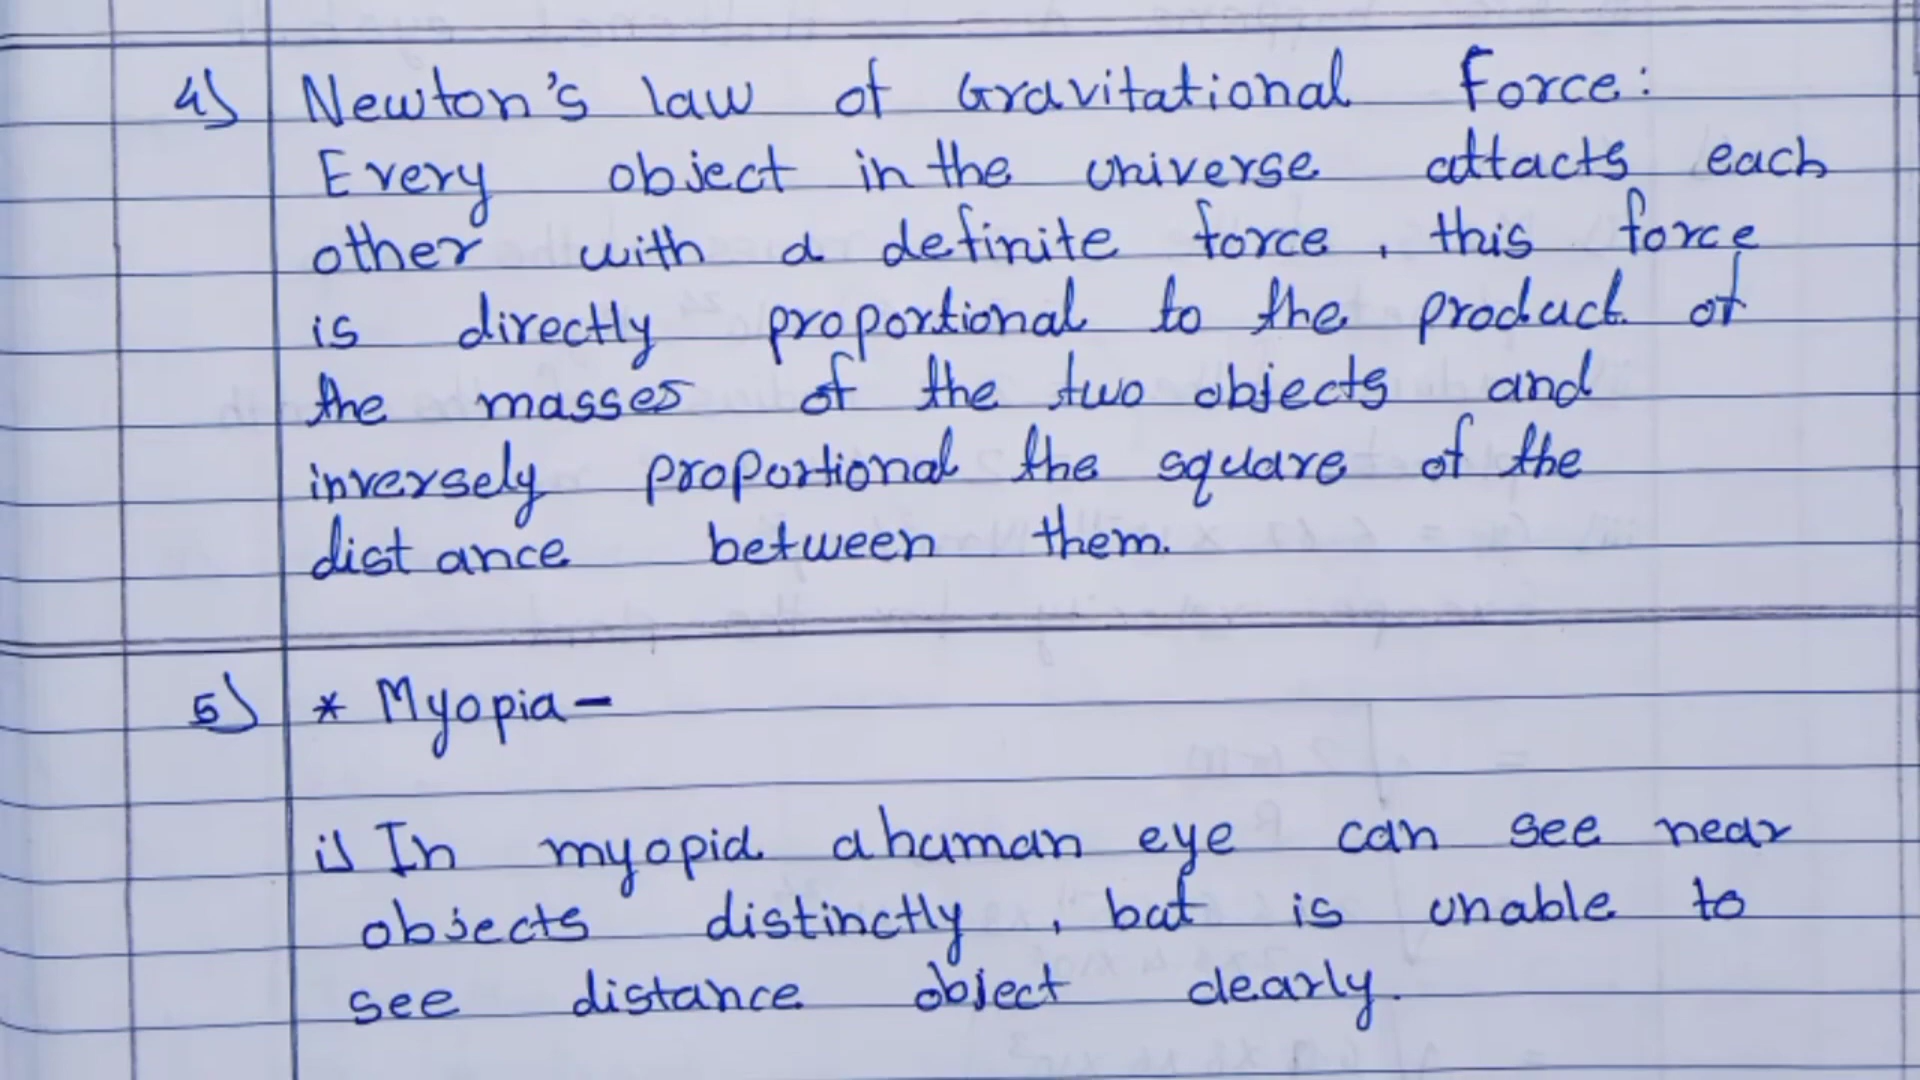 4) Newton's law of Gravitational Force:
Every object in the universe attacts each
other with a definite force, this force
is directly proportional to the product of
the masses of the two objects and
inversely proportional the square of the
distance between them.
5) * Myopia-
i) In myopia a human eye can see near
objects distinctly, but is unable to
see distance object clearly.